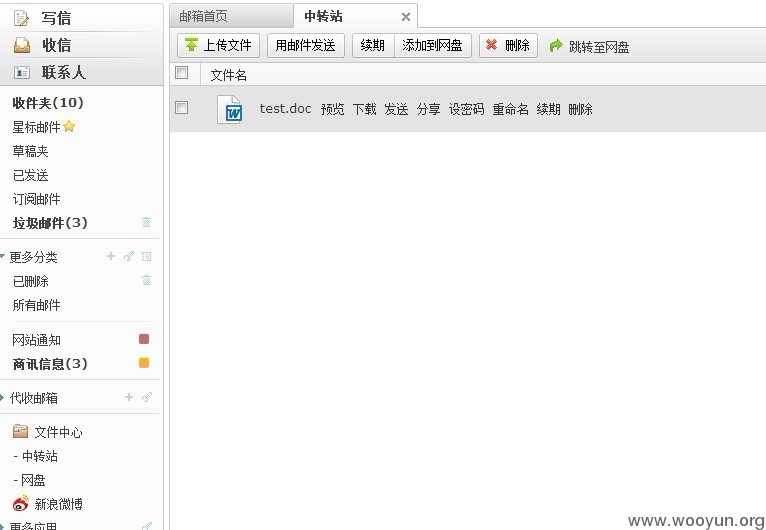 写信
收信
联系人
收件夹(10)
星标邮件
草稿夹
已发送
订阅邮件
垃圾邮件(3)
更多分类
已删除
所有邮件
网站通知
商讯信息(3)
代收邮箱
文件中心
- 中转站
- 网盘
新浪微博
更多应用
邮箱首页 中转站
上传文件 用邮件发送 续期 添加到网盘 删除 跳转至网盘
文件名
test.doc 预览 下载 发送 分享 设密码 重命名 续期 删除
www.wooyun.org